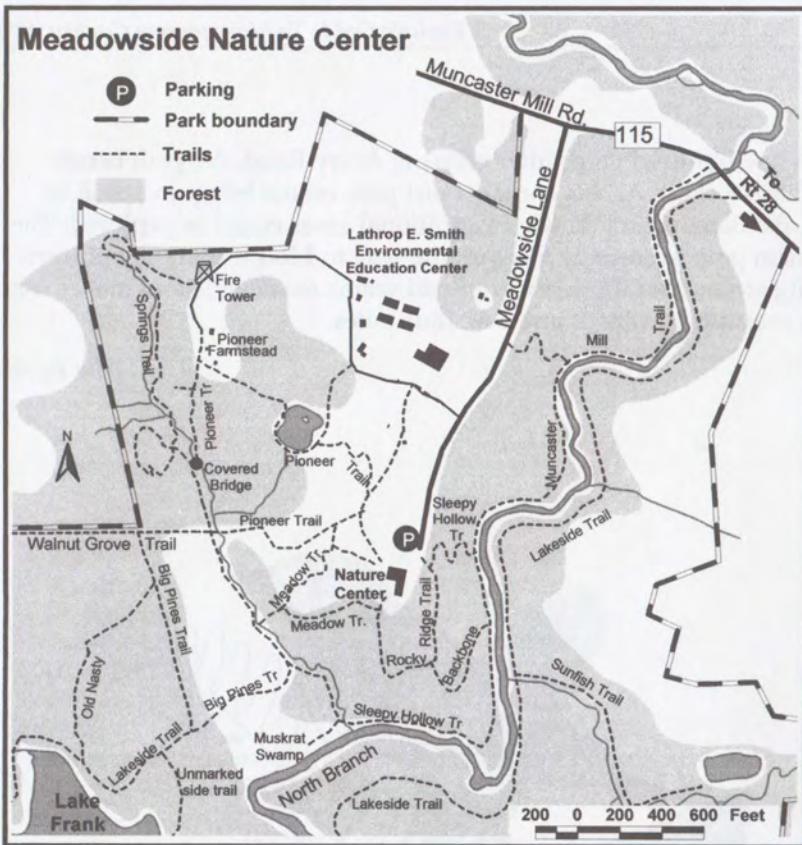 Meadowside Nature Center
P Parking
Park boundary
Trails
Forest
Muncaster Mill Rd.
115
To
Rt 28
Meadowside Lane
Lathrop E. Smith
Environmental
Education Center
Fire
Tower
Springs Trail
Pioneer
Farmstead
Pioneer Tr
Mill
Trail
Muncaster
N
Covered
Bridge
Pioneer
Trail
Pioneer Trail
Sleepy
Hollow
Tr.
P
Lakeside Trail
Walnut Grove Trail
Big Pines Trail
Meadow Tr.
Nature
Center
Meadow Tr.
Ridge Trail
Rocky
Backbone
Sunfish Trail
Old Nasty
Big Pines Tr
Lakeside Trail
Sleepy Hollow Tr
Muskrat
Swamp
North Branch
Unmarked
side trail
Lake
Frank
Lakeside Trail
200 0 200 400 600 Feet